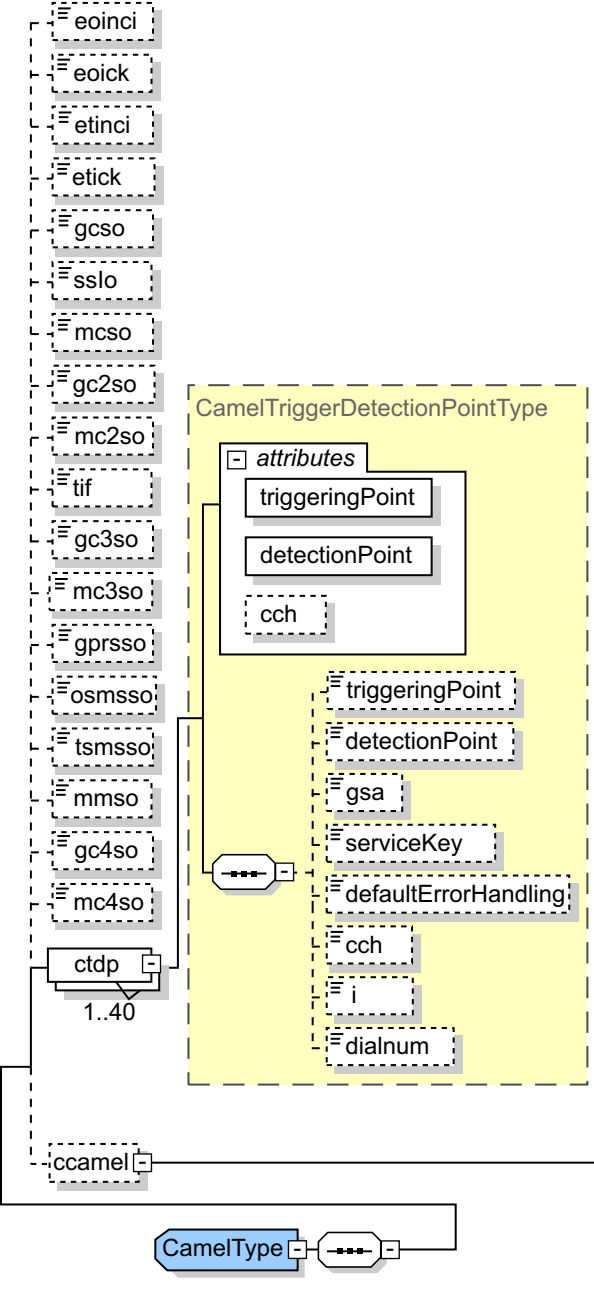 eoinci
eoick
etinci
etick
gcso
sslo
mcso
gc2so
mc2so
tif
gc3so
mc3so
gprsso
osmsso
tsmsso
mmso
gc4so
mc4so
ctdp
1..40
CamelTriggerDetectionPointType
attributes
triggeringPoint
detectionPoint
cch
triggeringPoint
detectionPoint
gsa
serviceKey
defaultErrorHandling
cch
i
dialnum
ccamel
CamelType